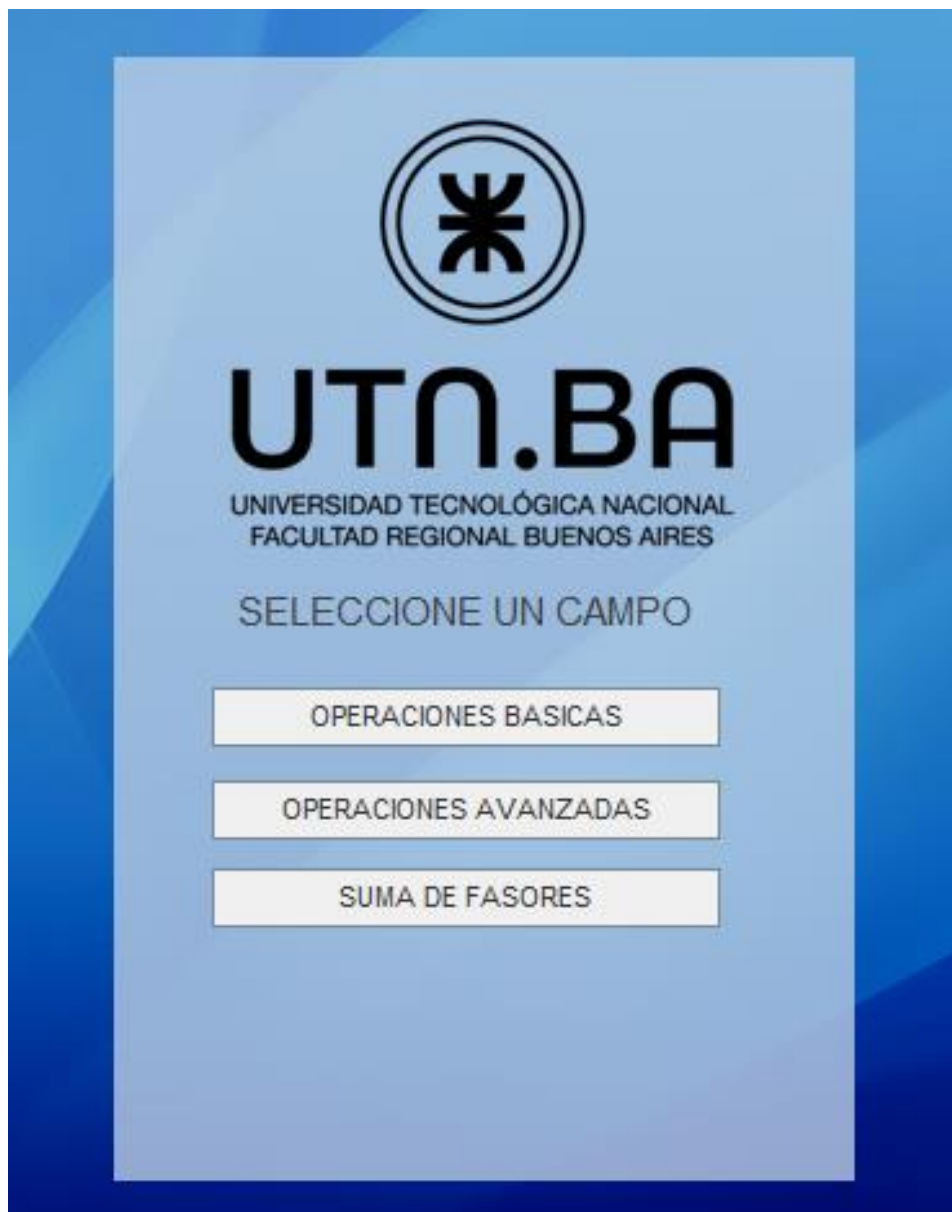 UTN.BA
UNIVERSIDAD TECNOLÓGICA NACIONAL
FACULTAD REGIONAL BUENOS AIRES
SELECCIONE UN CAMPO
OPERACIONES BASICAS
OPERACIONES AVANZADAS
SUMA DE FASORES